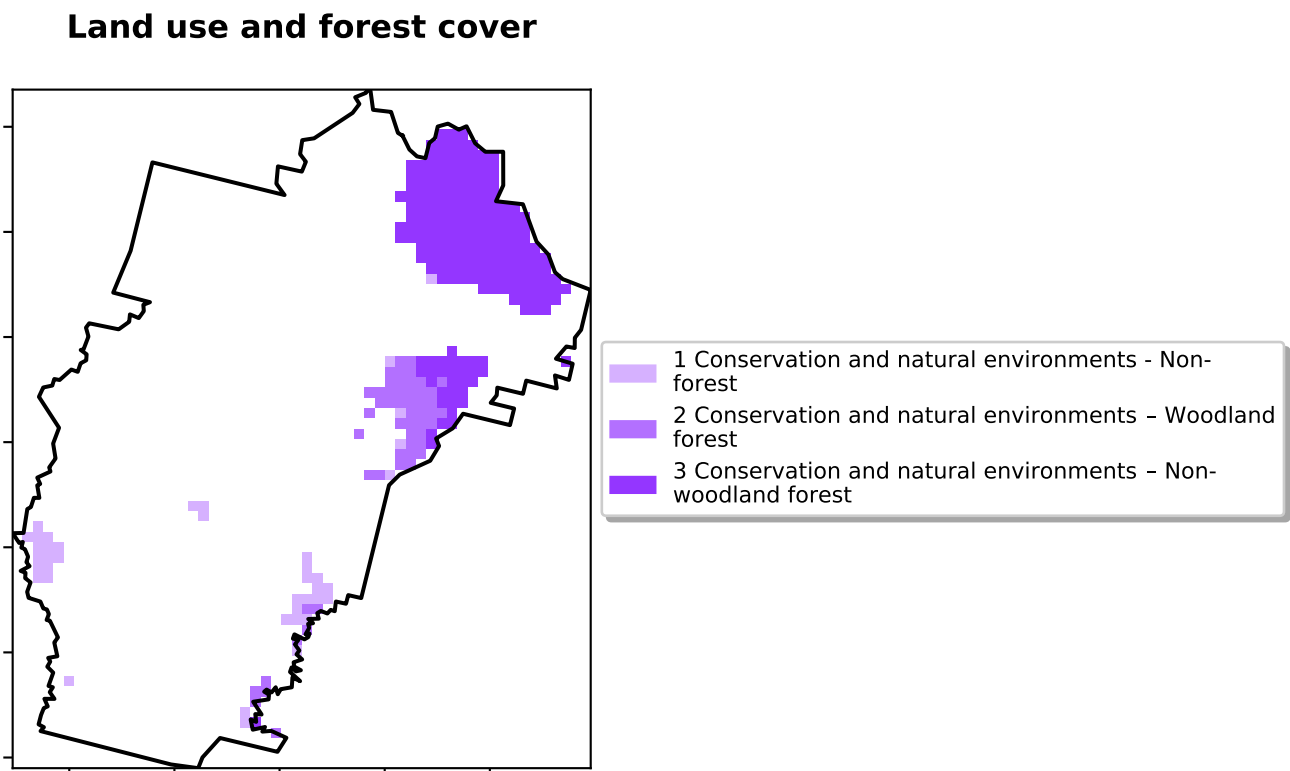 Land use and forest cover
1 Conservation and natural environments - Non-
forest
2 Conservation and natural environments – Woodland
forest
3 Conservation and natural environments – Non-
woodland forest